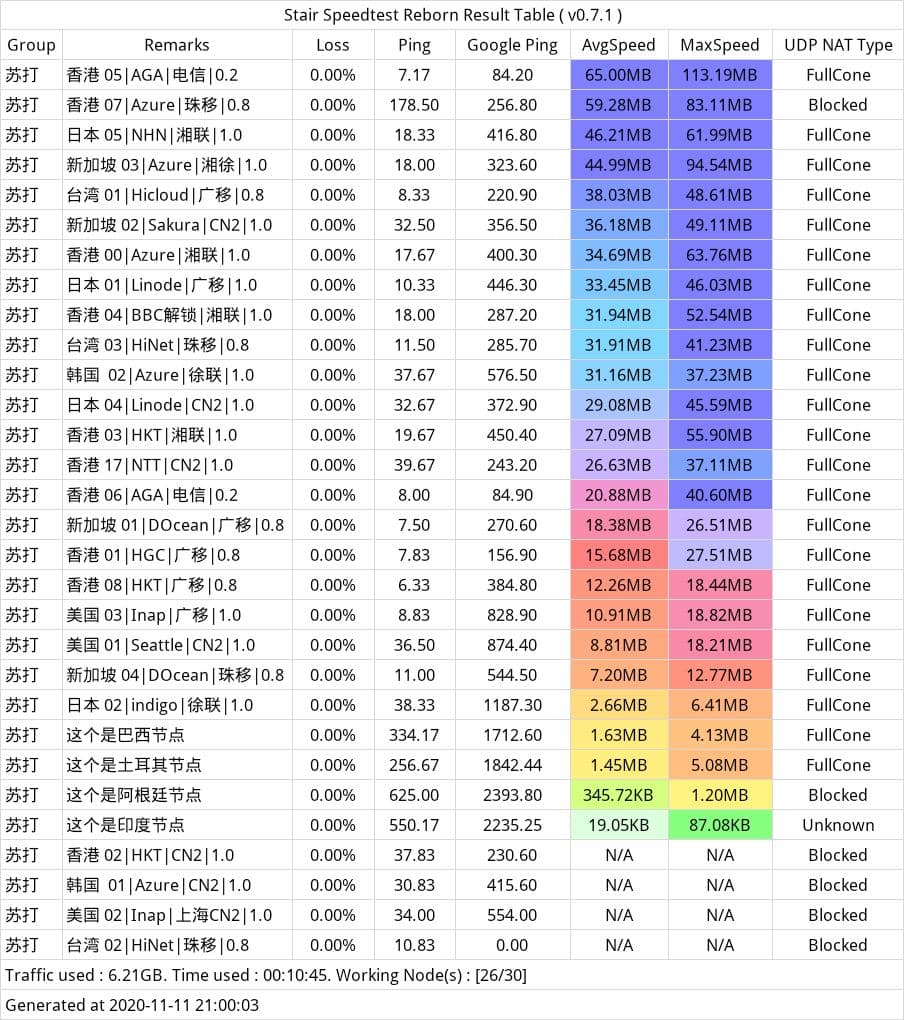 Stair Speedtest Reborn Result Table ( v0.7.1 )
Group Remarks Loss Ping Google Ping AvgSpeed MaxSpeed UDP NAT Type
苏打 香港 05|AGA|电信|0.2 0.00% 7.17 84.20 65.00MB 113.19MB FullCone
苏打 香港 07|Azure|珠移|0.8 0.00% 178.50 256.80 59.28MB 83.11MB Blocked
苏打 日本 05|NHN|湘联|1.0 0.00% 18.33 416.80 46.21MB 61.99MB FullCone
苏打 新加坡 03|Azure|湘徐|1.0 0.00% 18.00 323.60 44.99MB 94.54MB FullCone
苏打 台湾 01|Hicloud|广移|0.8 0.00% 8.33 220.90 38.03MB 48.61MB FullCone
苏打 新加坡 02|Sakura|CN2|1.0 0.00% 32.50 356.50 36.18MB 49.11MB FullCone
苏打 香港 00|Azure|湘联|1.0 0.00% 17.67 400.30 34.69MB 63.76MB FullCone
苏打 日本 01|Linode|广移|1.0 0.00% 10.33 446.30 33.45MB 46.03MB FullCone
苏打 香港 04|BBC解锁|湘联|1.0 0.00% 18.00 287.20 31.94MB 52.54MB FullCone
苏打 台湾 03|HiNet|珠移|0.8 0.00% 11.50 285.70 31.91MB 41.23MB FullCone
苏打 韩国 02|Azure|徐联|1.0 0.00% 37.67 576.50 31.16MB 37.23MB FullCone
苏打 日本 04|Linode|CN2|1.0 0.00% 32.67 372.90 29.08MB 45.59MB FullCone
苏打 香港 03|HKT|湘联|1.0 0.00% 19.67 450.40 27.09MB 55.90MB FullCone
苏打 香港 17|NTT|CN2|1.0 0.00% 39.67 243.20 26.63MB 37.11MB FullCone
苏打 香港 06|AGA|电信|0.2 0.00% 8.00 84.90 20.88MB 40.60MB FullCone
苏打 新加坡 01|DOcean|广移|0.8 0.00% 7.50 270.60 18.38MB 26.51MB FullCone
苏打 香港 01|HGC|广移|0.8 0.00% 7.83 156.90 15.68MB 27.51MB FullCone
苏打 香港 08|HKT|广移|0.8 0.00% 6.33 384.80 12.26MB 18.44MB FullCone
苏打 美国 03|Inap|广移|1.0 0.00% 8.83 828.90 10.91MB 18.82MB FullCone
苏打 美国 01|Seattle|CN2|1.0 0.00% 36.50 874.40 8.81MB 18.21MB FullCone
苏打 新加坡 04|DOcean|珠移|0.8 0.00% 11.00 544.50 7.20MB 12.77MB FullCone
苏打 日本 02|indigo|徐联|1.0 0.00% 38.33 1187.30 2.66MB 6.41MB FullCone
苏打 这个是巴西节点 0.00% 334.17 1712.60 1.63MB 4.13MB FullCone
苏打 这个是土耳其节点 0.00% 256.67 1842.44 1.45MB 5.08MB FullCone
苏打 这个是阿根廷节点 0.00% 625.00 2393.80 345.72KB 1.20MB Blocked
苏打 这个是印度节点 0.00% 550.17 2235.25 19.05KB 87.08KB Unknown
苏打 香港 02|HKT|CN2|1.0 0.00% 37.83 230.60 N/A N/A Blocked
苏打 韩国 01|Azure|CN2|1.0 0.00% 30.83 415.60 N/A N/A Blocked
苏打 美国 02|Inap|上海CN2|1.0 0.00% 34.00 554.00 N/A N/A Blocked
苏打 台湾 02|HiNet|珠移|0.8 0.00% 10.83 0.00 N/A N/A Blocked
Traffic used : 6.21GB. Time used : 00:10:45. Working Node(s) : [26/30]
Generated at 2020-11-11 21:00:03